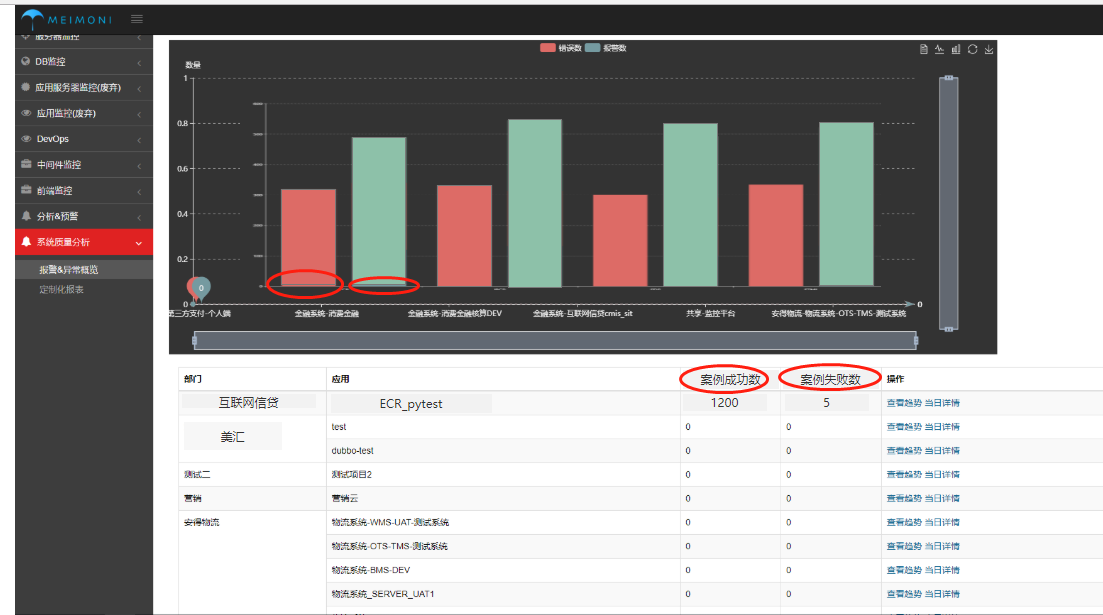 MEIMONI
服务器监控
DB监控
应用服务器监控(废弃)
应用监控(废弃)
DevOps
中间件监控
前端监控
分析&预警
系统质量分析
报警&异常概览
定制化报表
错误数 报警数
数量
1
0.8
0.6
0.4
0.2
0
0
0
第三方支付-个人端 金融系统-消费金融 金融系统-消费金融核算DEV 金融系统-互联网信贷cmis_sit 共享-监控平台 安得物流-物流系统-OTS-TMS-测试系统
部门 应用 案例成功数 案例失败数 操作
互联网信贷 ECR_pytest 1200 5 查看趋势 当日详情
美汇 test 0 0 查看趋势 当日详情
dubbo-test 0 0 查看趋势 当日详情
测试二 测试项目2 0 0 查看趋势 当日详情
营销 营销云 0 0 查看趋势 当日详情
安得物流 物流系统-WMS-UAT-测试系统 0 0 查看趋势 当日详情
物流系统-OTS-TMS-测试系统 0 0 查看趋势 当日详情
物流系统-BMS-DEV 0 0 查看趋势 当日详情
物流系统_SERVER_UAT1 0 0 查看趋势 当日详情